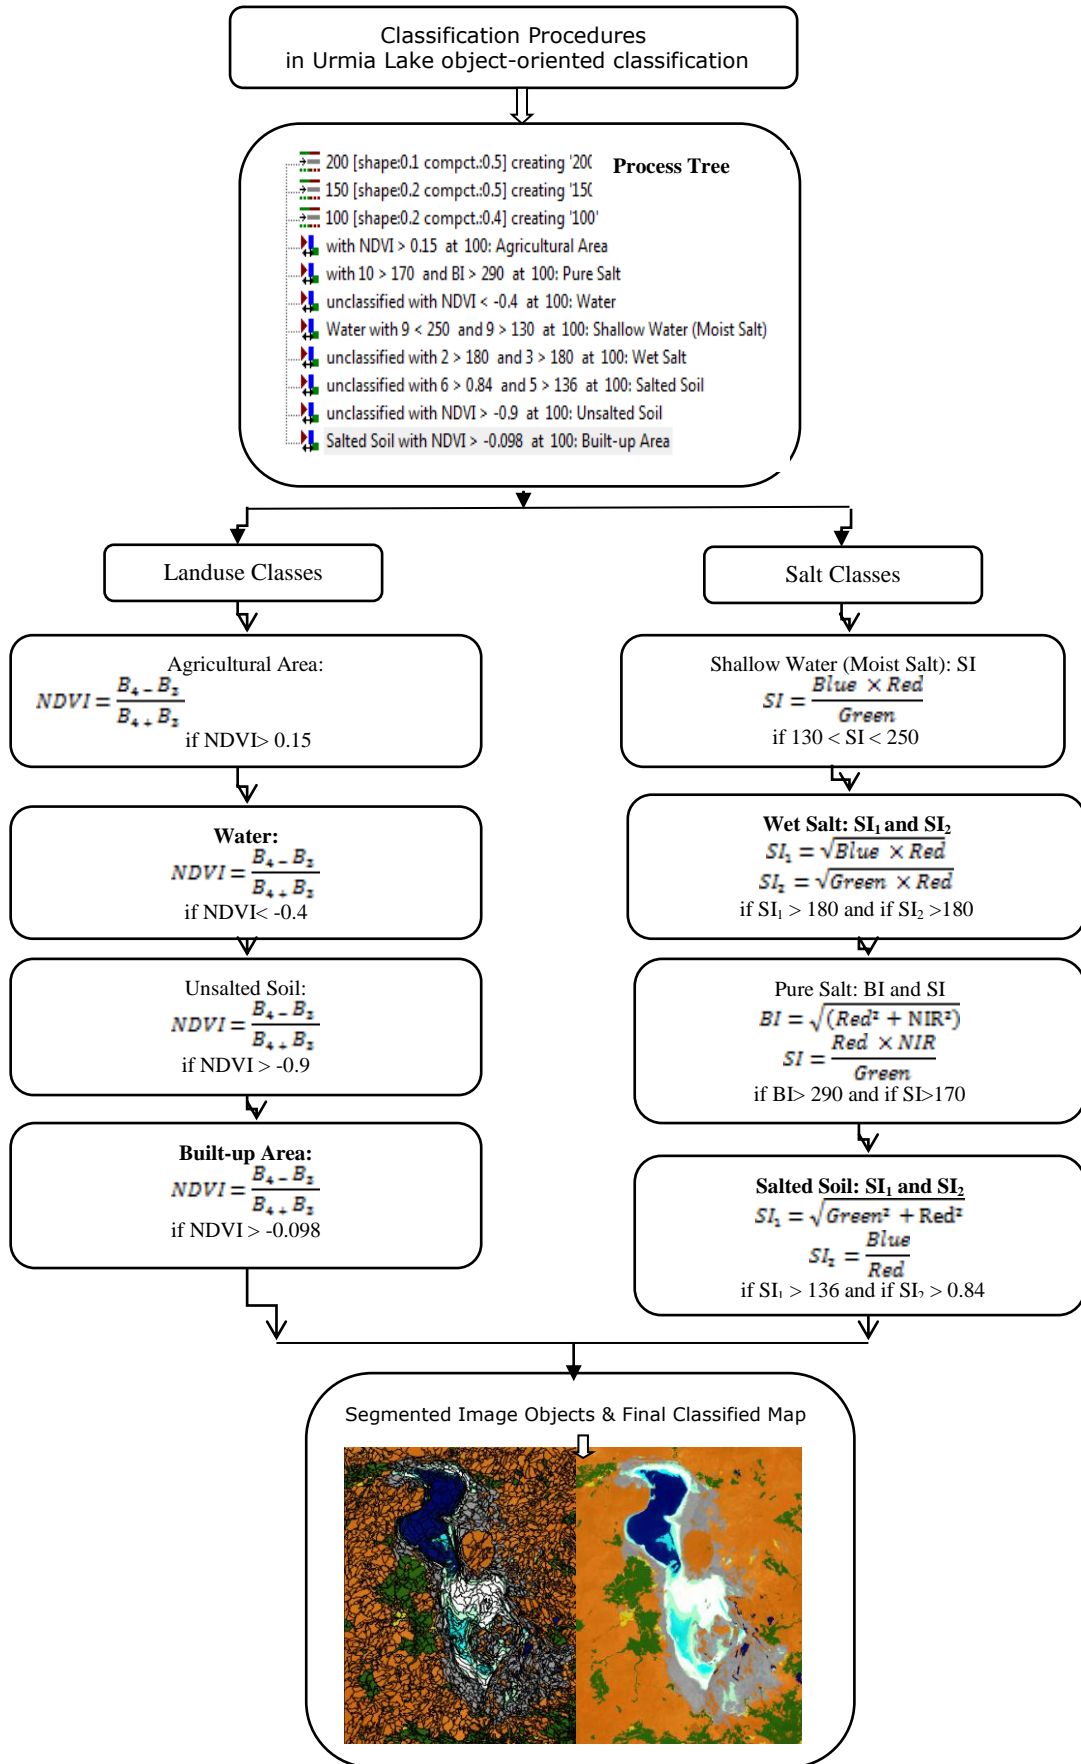 Classification Procedures
in Urmia Lake object-oriented classification
Process Tree
200 [shape:0.1 compct.:0.5] creating '200
150 [shape:0.2 compct.:0.5] creating '150
100 [shape:0.2 compct.:0.4] creating '100'
with NDVI > 0.15 at 100: Agricultural Area
with 10 > 170 and BI > 290 at 100: Pure Salt
unclassified with NDVI < -0.4 at 100: Water
Water with 9 < 250 and 9 > 130 at 100: Shallow Water (Moist Salt)
unclassified with 2 > 180 and 3 > 180 at 100: Wet Salt
unclassified with 6 > 0.84 and 5 > 136 at 100: Salted Soil
unclassified with NDVI > -0.9 at 100: Unsalted Soil
Salted Soil with NDVI > -0.098 at 100: Built-up Area
Landuse Classes
Agricultural Area:
NDVI = B₄ − B₃ / B₄ + B₃
if NDVI> 0.15
Water:
NDVI = B₄ − B₃ / B₄ + B₃
if NDVI< -0.4
Unsalted Soil:
NDVI = B₄ − B₃ / B₄ + B₃
if NDVI > -0.9
Built-up Area:
NDVI = B₄ − B₃ / B₄ + B₃
if NDVI > -0.098
Salt Classes
Shallow Water (Moist Salt): SI
SI = Blue × Red / Green
if 130 < SI < 250
Wet Salt: SI₁ and SI₂
SI₁ = √Blue × Red
SI₂ = √Green × Red
if SI₁ > 180 and if SI₂ >180
Pure Salt: BI and SI
BI = √(Red² + NIR²)
SI = Red × NIR / Green
if BI> 290 and if SI>170
Salted Soil: SI₁ and SI₂
SI₁ = √Green² + Red²
SI₂ = Blue / Red
if SI₁ > 136 and if SI₂ > 0.84
Segmented Image Objects & Final Classified Map